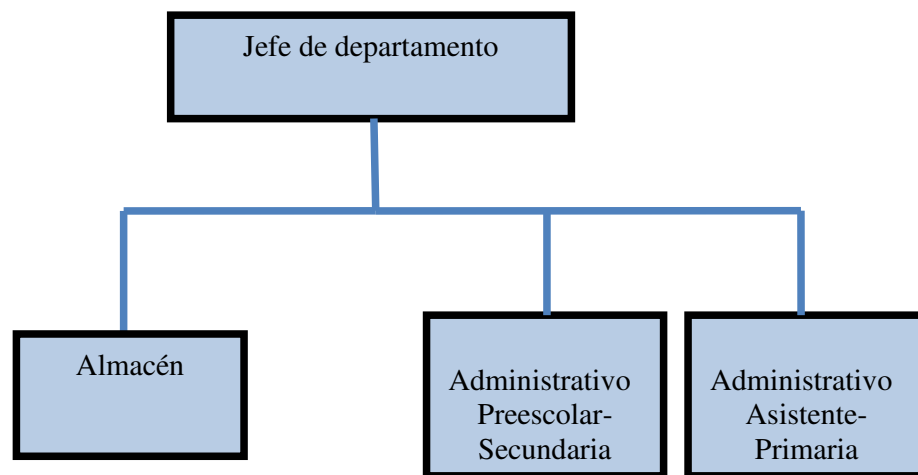 Jefe de departamento
Almacén
Administrativo
Preescolar-
Secundaria
Administrativo
Asistente-
Primaria